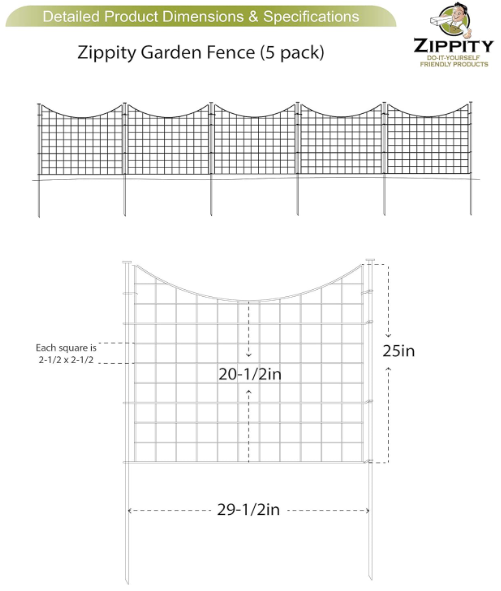 Detailed Product Dimensions & Specifications
ZIPPITY
DO-IT-YOURSELF
FRIENDLY PRODUCTS
Zippity Garden Fence (5 pack)
Each square is
2-1/2 x 2-1/2
20-1/2in
25in
29-1/2in